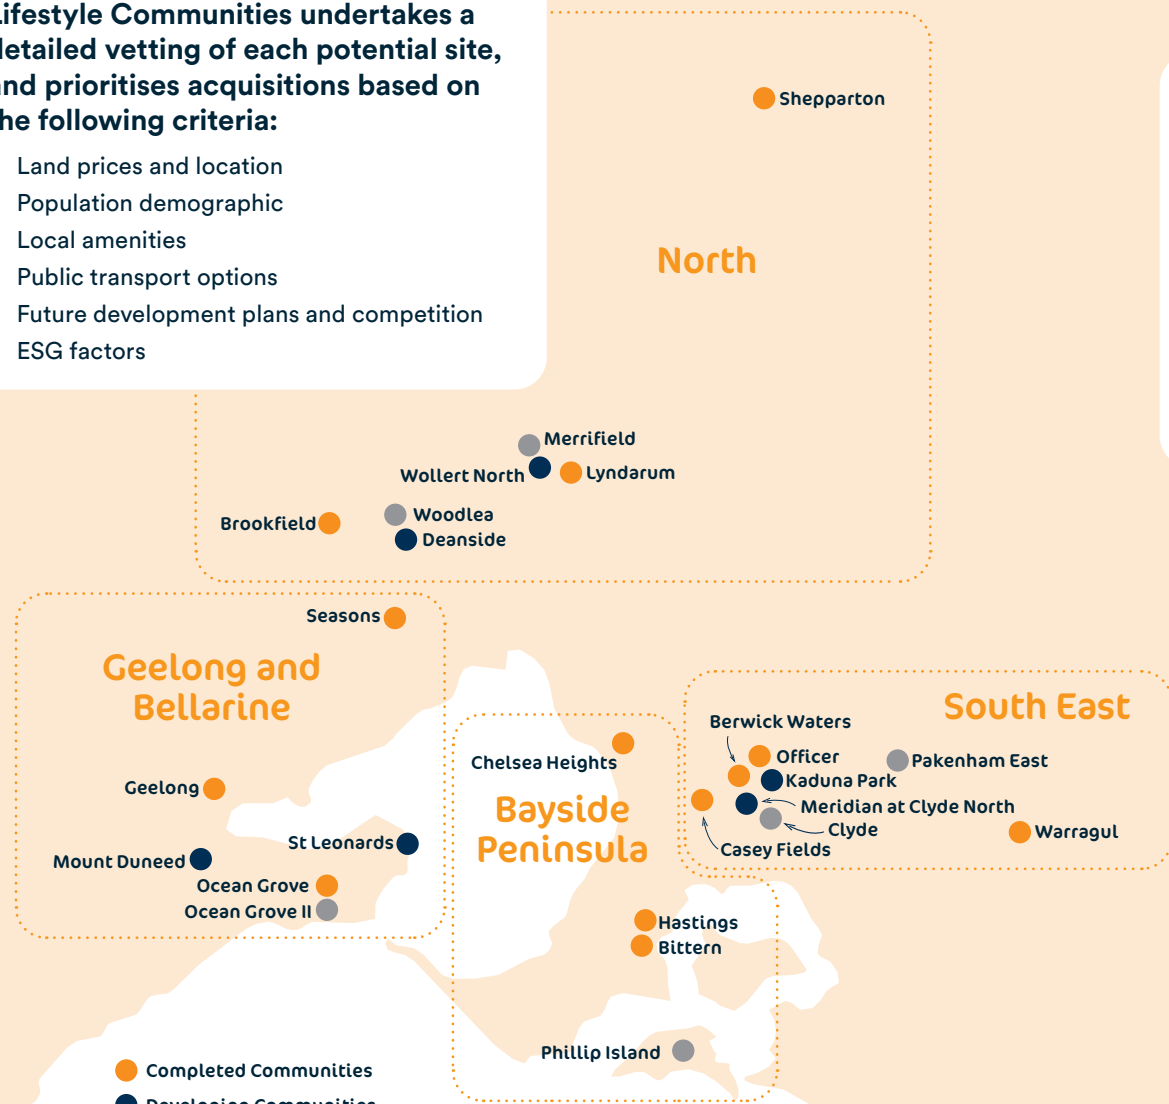 Lifestyle Communities undertakes a
detailed vetting of each potential site,
and prioritises acquisitions based on
the following criteria:
Land prices and location
Population demographic
Local amenities
Public transport options
Future development plans and competition
ESG factors
Shepparton
North
Merrifield
Wollert North
Lyndarum
Woodlea
Brookfield
Deanside
Seasons
Geelong and
Bellarine
South East
Berwick Waters
Officer
Chelsea Heights
Pakenham East
Kaduna Park
Geelong
Bayside
Peninsula
Meridian at Clyde North
Clyde
Warragul
St Leonards
Casey Fields
Mount Duneed
Ocean Grove
Ocean Grove II
Hastings
Bittern
Phillip Island
Completed Communities
Developing Communities